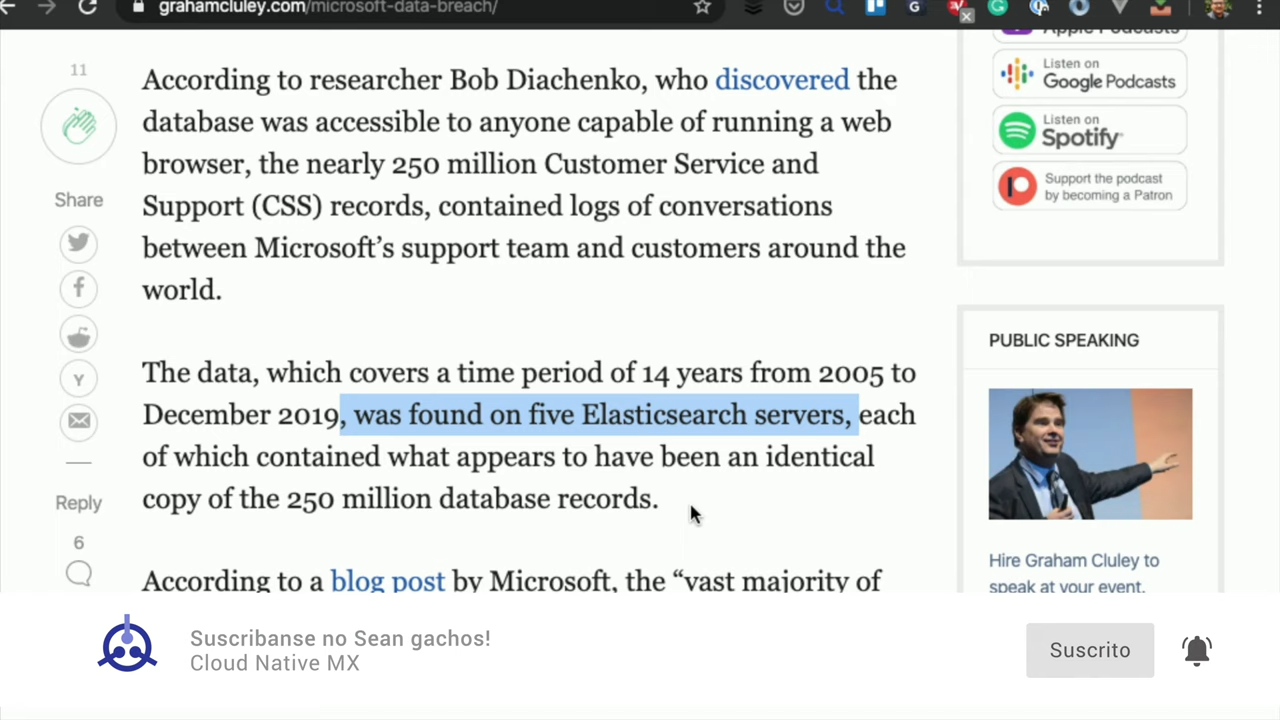 grahamcluley.com/microsoft-data-breach/
11
Share
Reply
6
According to researcher Bob Diachenko, who discovered the
database was accessible to anyone capable of running a web
browser, the nearly 250 million Customer Service and
Support (CSS) records, contained logs of conversations
between Microsoft’s support team and customers around the
world.
The data, which covers a time period of 14 years from 2005 to
December 2019, was found on five Elasticsearch servers, each
of which contained what appears to have been an identical
copy of the 250 million database records.
According to a blog post by Microsoft, the “vast majority of
Apple Podcasts
Listen on
Google Podcasts
Listen on
Spotify
Support the podcast
by becoming a Patron
PUBLIC SPEAKING
Hire Graham Cluley to
speak at your event.
Suscribanse no Sean gachos!
Cloud Native MX
Suscrito